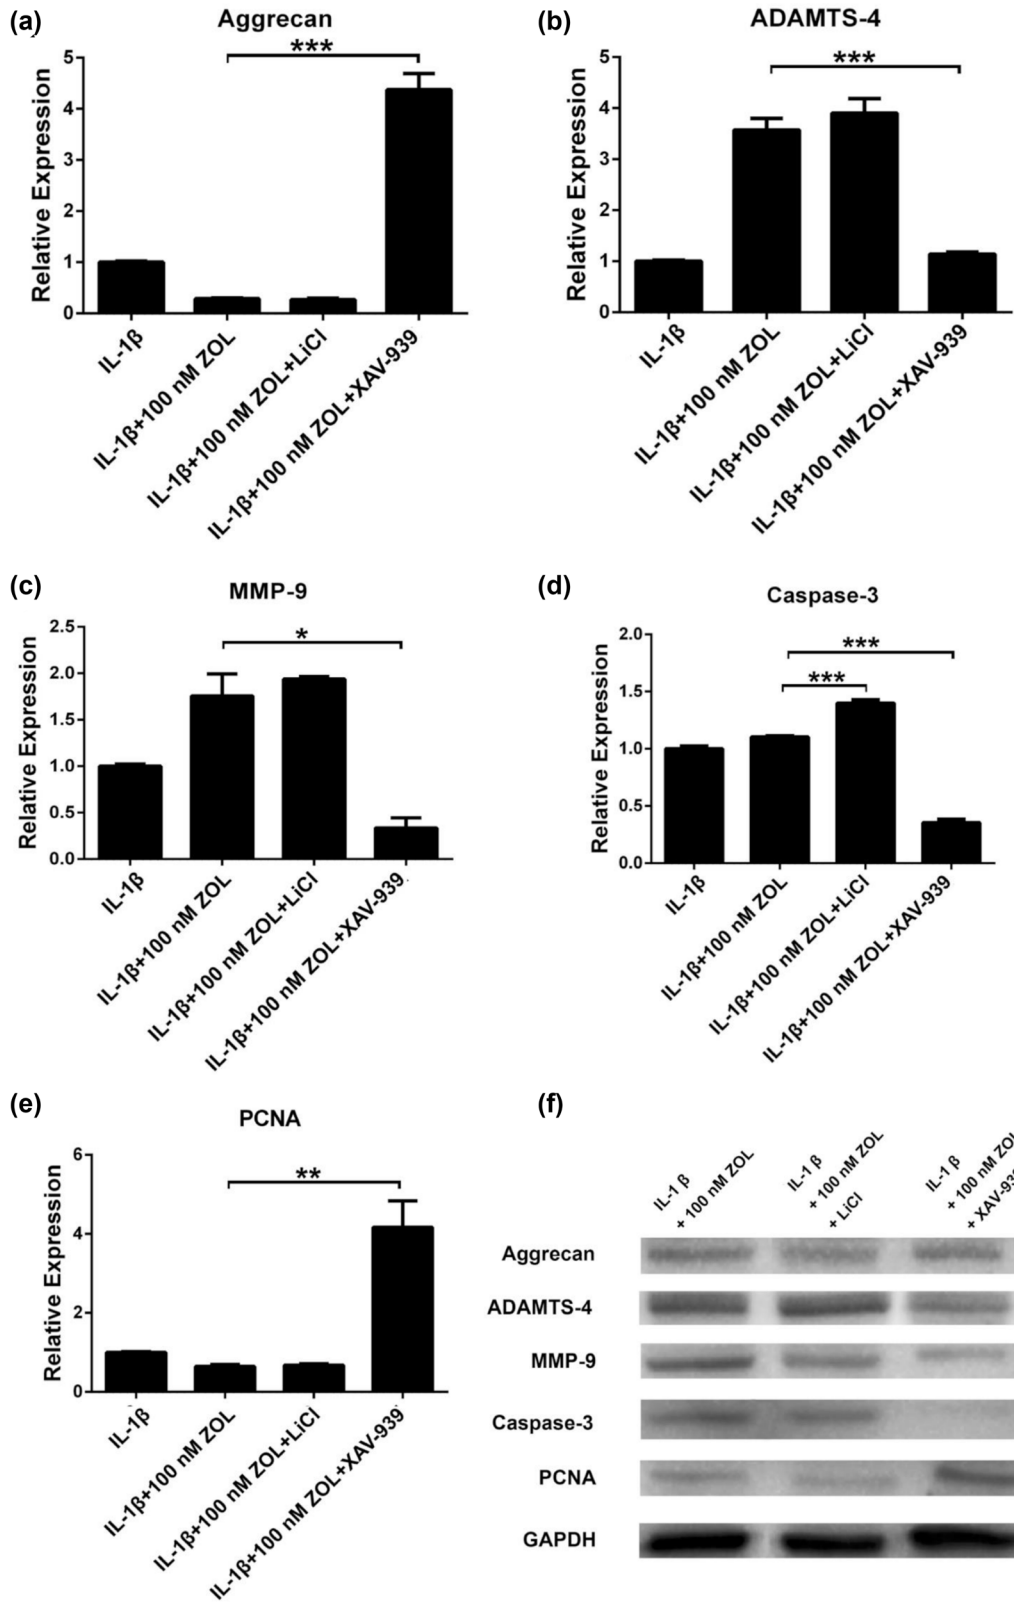 (a)
Aggrecan
***
Relative Expression
5
4
3
2
1
0
IL-1β
IL-1β+100 nM ZOL
IL-1β+100 nM ZOL+LiCl
IL-1β+100 nM ZOL+XAV-939
(b)
ADAMTS-4
***
Relative Expression
5
4
3
2
1
0
IL-1β
IL-1β+100 nM ZOL
IL-1β+100 nM ZOL+LiCl
IL-1β+100 nM ZOL+XAV-939
(c)
MMP-9
*
Relative Expression
2.5
2.0
1.5
1.0
0.5
0.0
IL-1β
IL-1β+100 nM ZOL
IL-1β+100 nM ZOL+LiCl
IL-1β+100 nM ZOL+XAV-939
(d)
Caspase-3
***
***
Relative Expression
2.0
1.5
1.0
0.5
0.0
IL-1β
IL-1β+100 nM ZOL
IL-1β+100 nM ZOL+LiCl
IL-1β+100 nM ZOL+XAV-939
(e)
PCNA
**
Relative Expression
6
4
2
0
IL-1β
IL-1β+100 nM ZOL
IL-1β+100 nM ZOL+LiCl
IL-1β+100 nM ZOL+XAV-939
(f)
IL-1 β
+ 100 nM ZOL
IL-1 β
+ 100 nM ZOL
+ LiCl
IL-1 β
+ 100 nM ZOL
+ XAV-939
Aggrecan
ADAMTS-4
MMP-9
Caspase-3
PCNA
GAPDH